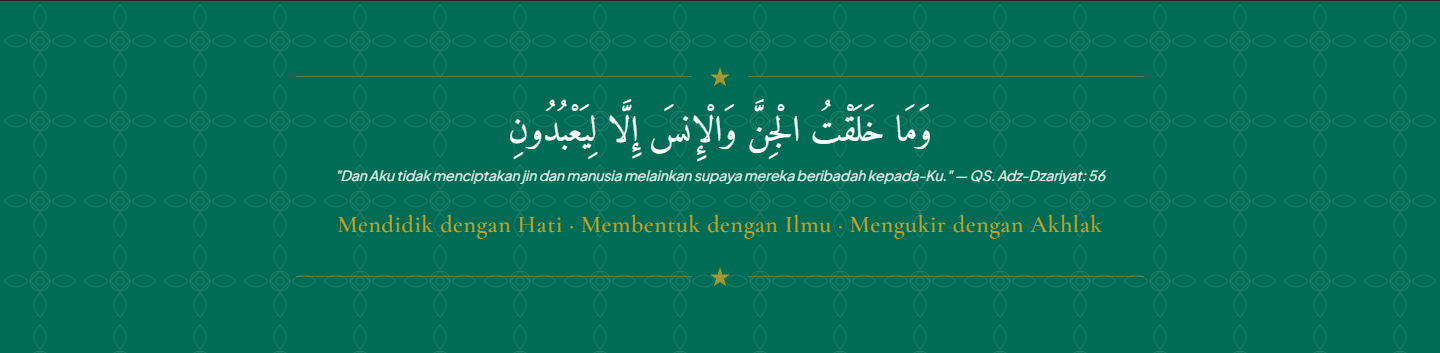 وَمَا خَلَقْتُ الْجِنَّ وَالْإِنسَ إِلَّا لِيَعْبُدُونِ
"Dan Aku tidak menciptakan jin dan manusia melainkan supaya mereka beribadah kepada-Ku." — QS. Adz-Dzariyat: 56
Mendidik dengan Hati · Membentuk dengan Ilmu · Mengukir dengan Akhlak